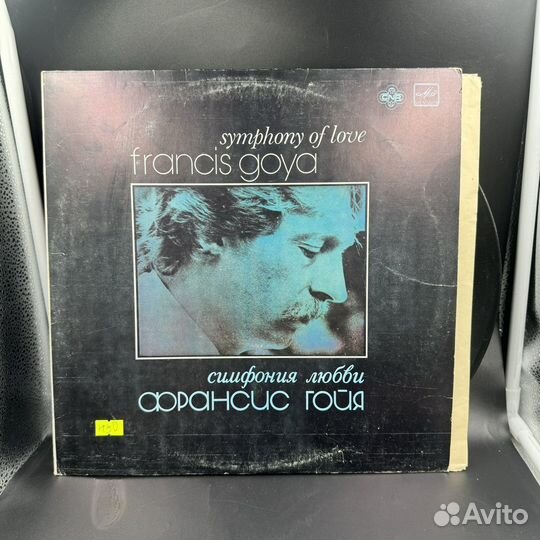 symphony of love
francis goya
симфония любви
франсис гойя
Avito